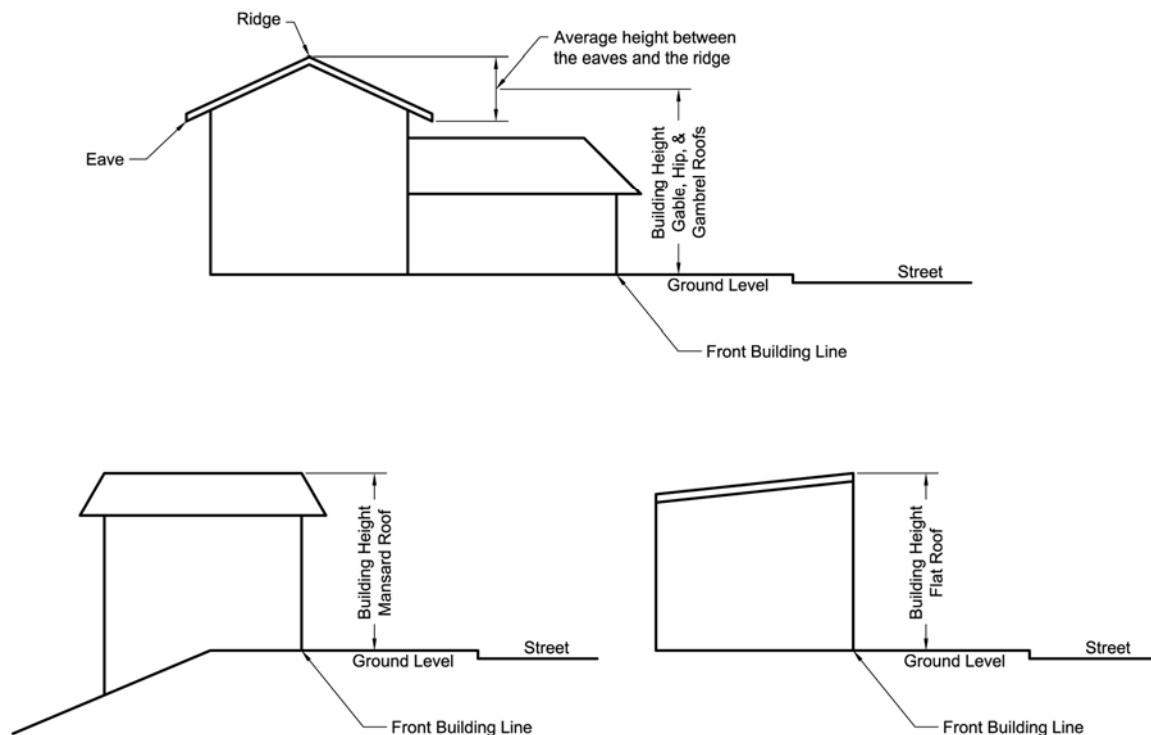 Ridge
Average height between
the eaves and the ridge
Eave
Building Height
Gable, Hip, &
Gambrel Roofs
Street
Ground Level
Front Building Line
Building Height
Mansard Roof
Street
Ground Level
Front Building Line
Building Height
Flat Roof
Street
Ground Level
Front Building Line